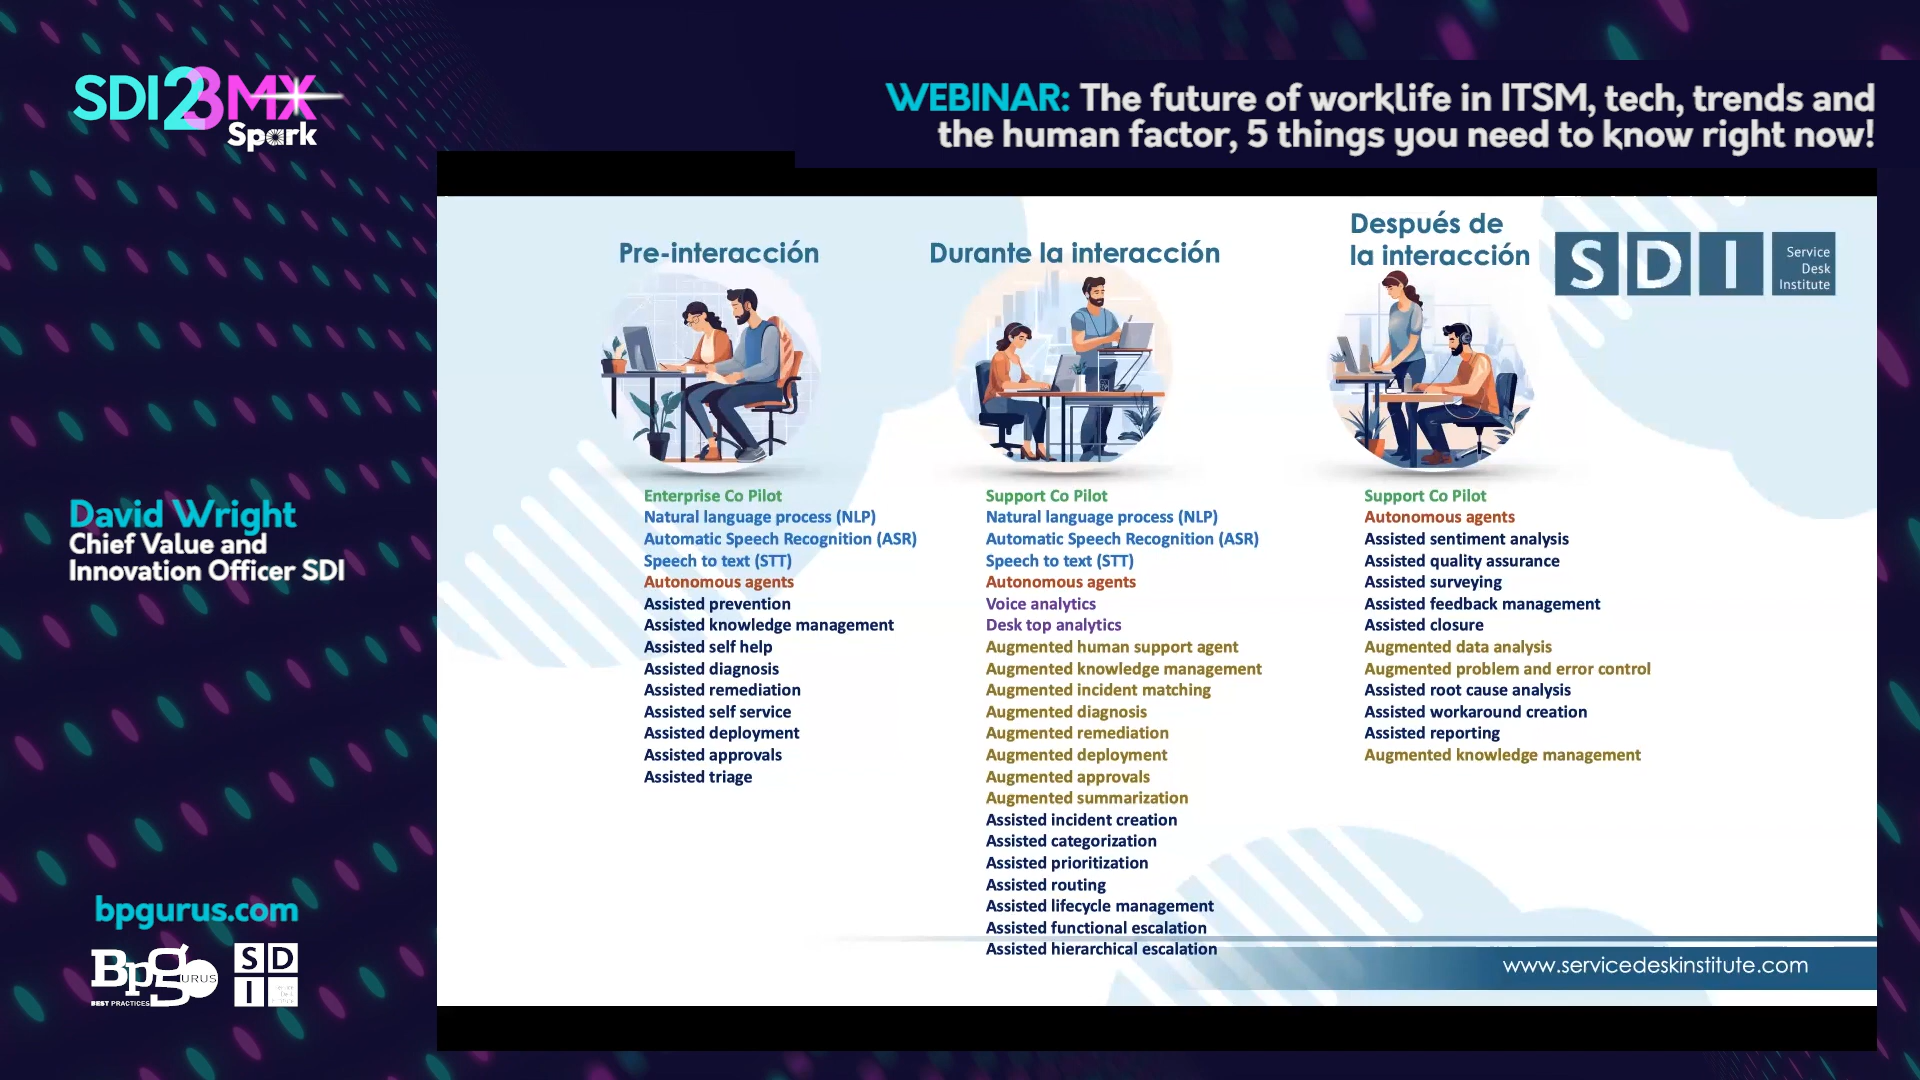 SDI23MX
Spark
WEBINAR: The future of worklife in ITSM, tech, trends and
the human factor, 5 things you need to know right now!
David Wright
Chief Value and
Innovation Officer SDI
bpgurus.com
BpGURUS
BEST PRACTICES
SDI
Pre-interacción
Enterprise Co Pilot
Natural language process (NLP)
Automatic Speech Recognition (ASR)
Speech to text (STT)
Autonomous agents
Assisted prevention
Assisted knowledge management
Assisted self help
Assisted diagnosis
Assisted remediation
Assisted self service
Assisted deployment
Assisted approvals
Assisted triage
Durante la interacción
Support Co Pilot
Natural language process (NLP)
Automatic Speech Recognition (ASR)
Speech to text (STT)
Autonomous agents
Voice analytics
Desk top analytics
Augmented human support agent
Augmented knowledge management
Augmented incident matching
Augmented diagnosis
Augmented remediation
Augmented deployment
Augmented approvals
Augmented summarization
Assisted incident creation
Assisted categorization
Assisted prioritization
Assisted routing
Assisted lifecycle management
Assisted functional escalation
Assisted hierarchical escalation
Después de
la interacción
Support Co Pilot
Autonomous agents
Assisted sentiment analysis
Assisted quality assurance
Assisted surveying
Assisted feedback management
Assisted closure
Augmented data analysis
Augmented problem and error control
Assisted root cause analysis
Assisted workaround creation
Assisted reporting
Augmented knowledge management
SDI
Service
Desk
Institute
www.servicedeskinstitute.com